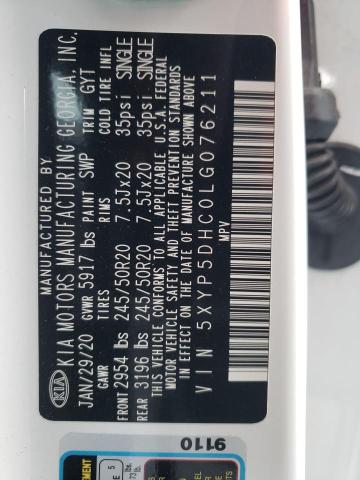 MANUFACTURED BY
KIA KIA MOTORS MANUFACTURING GEORGIA, INC.
JAN/29/20 GVWR 5917 lbs PAINT SWP TRIM GYT
GAWR TIRES RIMS COLD TIRE INFL
FRONT 2954 lbs 245/50R20 7.5Jx20 35psi SINGLE
REAR 3196 lbs 245/50R20 7.5Jx20 35psi SINGLE
THIS VEHICLE CONFORMS TO ALL APPLICABLE U.S.A. FEDERAL
MOTOR VEHICLE SAFETY AND THEFT PREVENTION STANDARDS
IN EFFECT ON THE DATE OF MANUFACTURE SHOWN ABOVE
VIN 5XYP5DHC0LG076211
MPV
9110
5